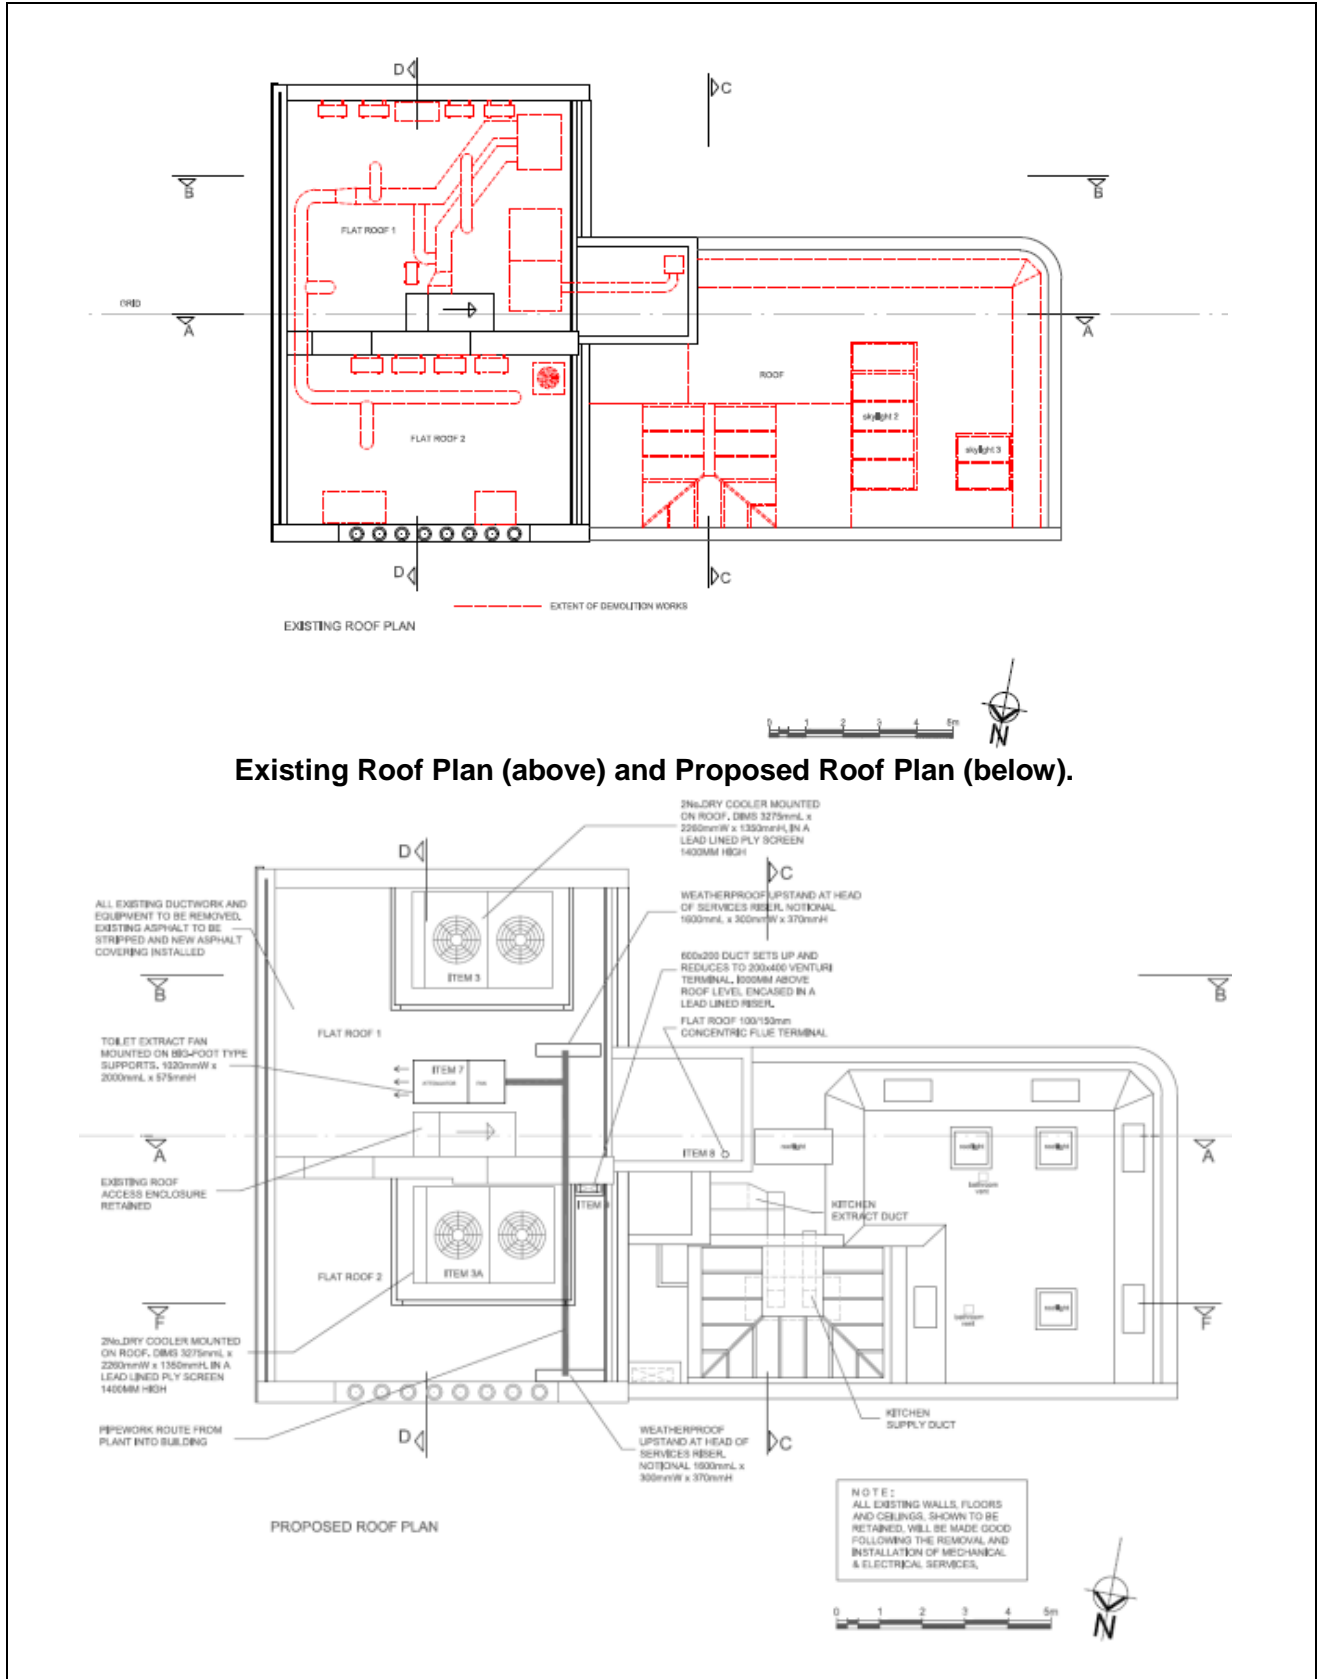 D
C
B
B
FLAT ROOF 1
GRID
A
A
ROOF
skylight 2
FLAT ROOF 2
skylight 3
D
C
EXTENT OF DEMOLITION WORKS
EXISTING ROOF PLAN
0 1 2 3 4 5m
N
Existing Roof Plan (above) and Proposed Roof Plan (below).
2No.DRY COOLER MOUNTED
ON ROOF. DIMS 3275mmL x
2260mmW x 1350mmH, IN A
LEAD LINED PLY SCREEN
1400MM HIGH
D
C
ALL EXISTING DUCTWORK AND
EQUIPMENT TO BE REMOVED.
EXISTING ASPHALT TO BE
STRIPPED AND NEW ASPHALT
COVERING INSTALLED
WEATHERPROOF UPSTAND AT HEAD
OF SERVICES RISER. NOTIONAL
1600mmL x 300mmW x 370mmH
600x200 DUCT SETS UP AND
REDUCES TO 200x400 VENTURI
TERMINAL. 1000MM ABOVE
ROOF LEVEL ENCASED IN A
LEAD LINED RISER.
ITEM 3
B
B
FLAT ROOF 100/150mm
CONCENTRIC FLUE TERMINAL
FLAT ROOF 1
TOILET EXTRACT FAN
MOUNTED ON BIG-FOOT TYPE
SUPPORTS. 1020mmW x
2000mmL x 575mmH
ITEM 7
ATTENUATOR FAN
A
A
ITEM 8
rooflight
rooflight
rooflight
bathroom
vent
EXISTING ROOF
ACCESS ENCLOSURE
RETAINED
ITEM
KITCHEN
EXTRACT DUCT
FLAT ROOF 2
ITEM 3A
F
F
rooflight
bathroom
vent
2No.DRY COOLER MOUNTED
ON ROOF. DIMS 3275mmL x
2260mmW x 1350mmH, IN A
LEAD LINED PLY SCREEN
1400MM HIGH
KITCHEN
SUPPLY DUCT
PIPEWORK ROUTE FROM
PLANT INTO BUILDING
D
C
WEATHERPROOF
UPSTAND AT HEAD OF
SERVICES RISER.
NOTIONAL 1600mmL x
300mmW x 370mmH
PROPOSED ROOF PLAN
NOTE:
ALL EXISTING WALLS, FLOORS
AND CEILINGS, SHOWN TO BE
RETAINED, WILL BE MADE GOOD
FOLLOWING THE REMOVAL AND
INSTALLATION OF MECHANICAL
& ELECTRICAL SERVICES.
0 1 2 3 4 5m
N